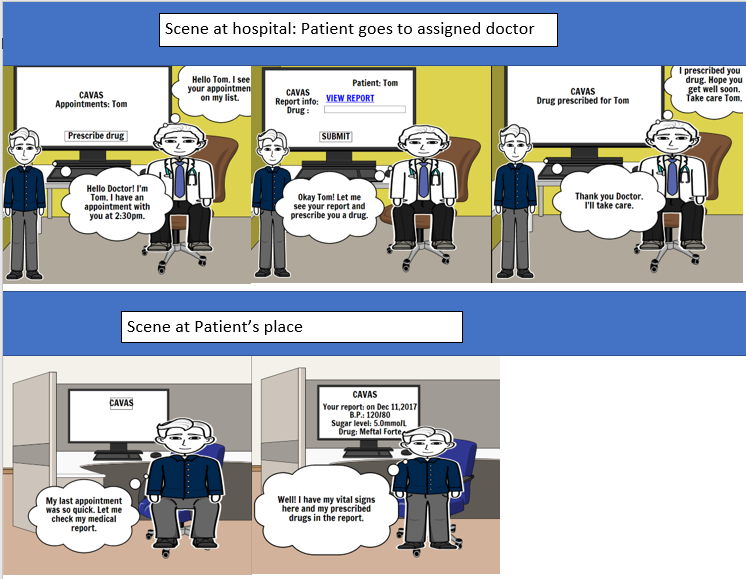 Scene at hospital: Patient goes to assigned doctor
CAVAS
Appointments: Tom
Prescribe drug
Hello Tom. I see
your appointmen
on my list.
Hello Doctor! I'm
Tom. I have an
appointment with
you at 2:30pm.
Patient: Tom
CAVAS
Report info: VIEW REPORT
Drug :
SUBMIT
Okay Tom! Let me
see your report and
prescribe you a drug.
CAVAS
Drug prescribed for Tom
I prescribed you
drug. Hope you
get well soon.
Take care Tom.
Thank you Doctor.
I'll take care.
Scene at Patient’s place
CAVAS
My last appointment
was so quick. Let me
check my medical
report.
CAVAS
Your report: on Dec 11,2017
B.P.: 120/80
Sugar level: 5.0mmo/L
Drug: Meftal Forte
Well! I have my vital signs
here and my prescribed
drugs in the report.